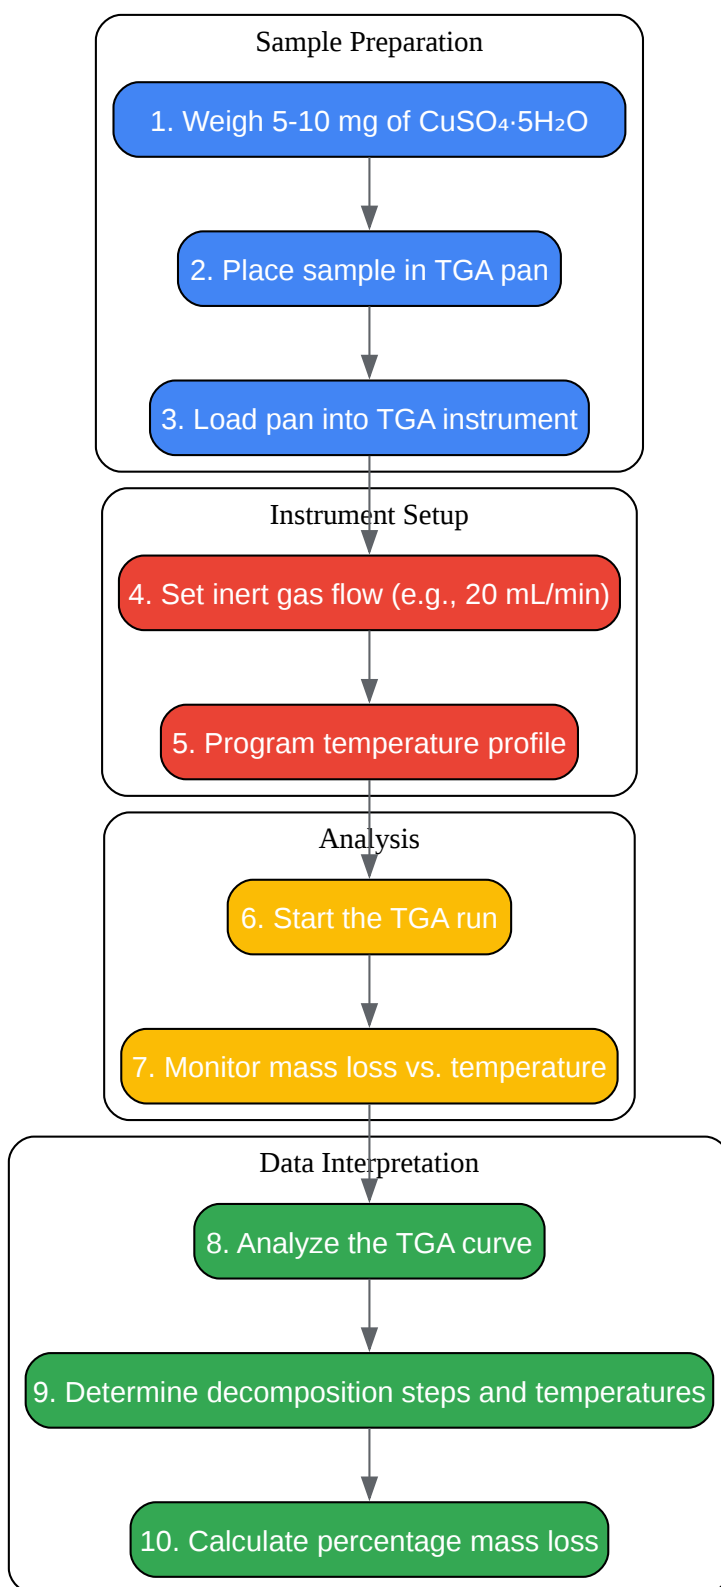 Sample Preparation
1. Weigh 5-10 mg of CuSO₄·5H₂O
2. Place sample in TGA pan
3. Load pan into TGA instrument
Instrument Setup
4. Set inert gas flow (e.g., 20 mL/min)
5. Program temperature profile
Analysis
6. Start the TGA run
7. Monitor mass loss vs. temperature
Data Interpretation
8. Analyze the TGA curve
9. Determine decomposition steps and temperatures
10. Calculate percentage mass loss